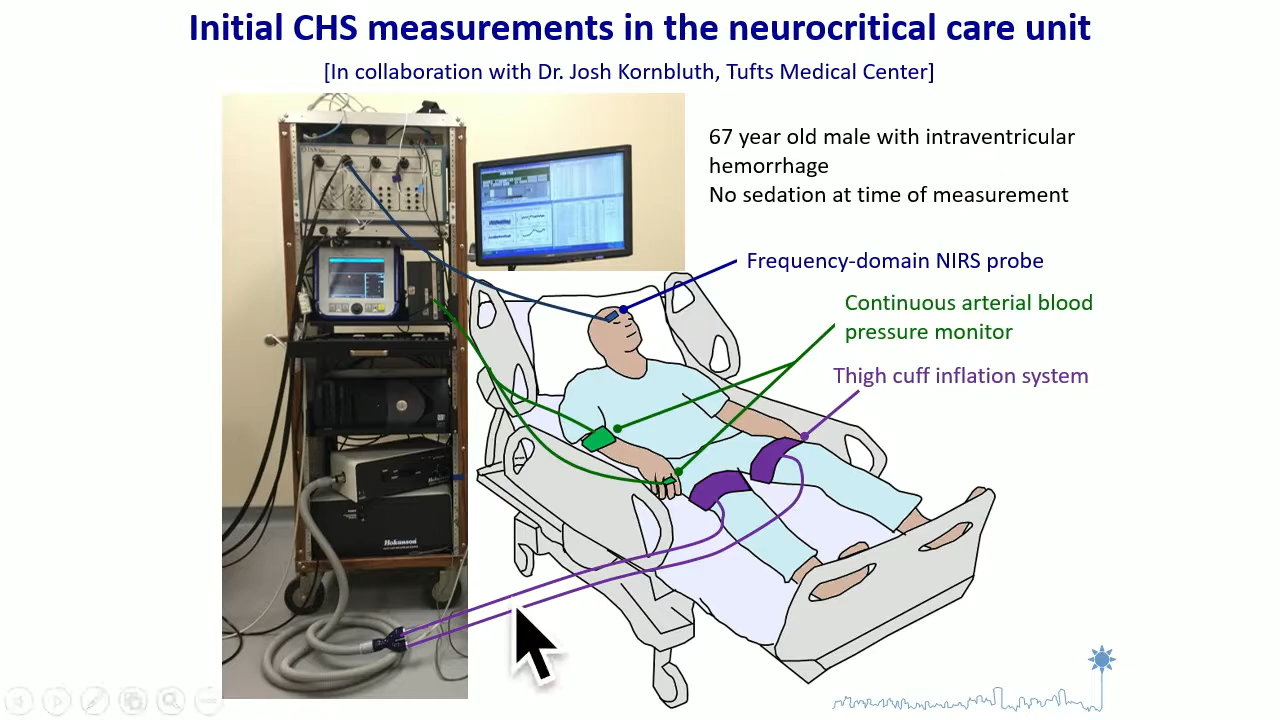 Initial CHS measurements in the neurocritical care unit
[In collaboration with Dr. Josh Kornbluth, Tufts Medical Center]
67 year old male with intraventricular
hemorrhage
No sedation at time of measurement
Frequency-domain NIRS probe
Continuous arterial blood
pressure monitor
Thigh cuff inflation system
Hokanson